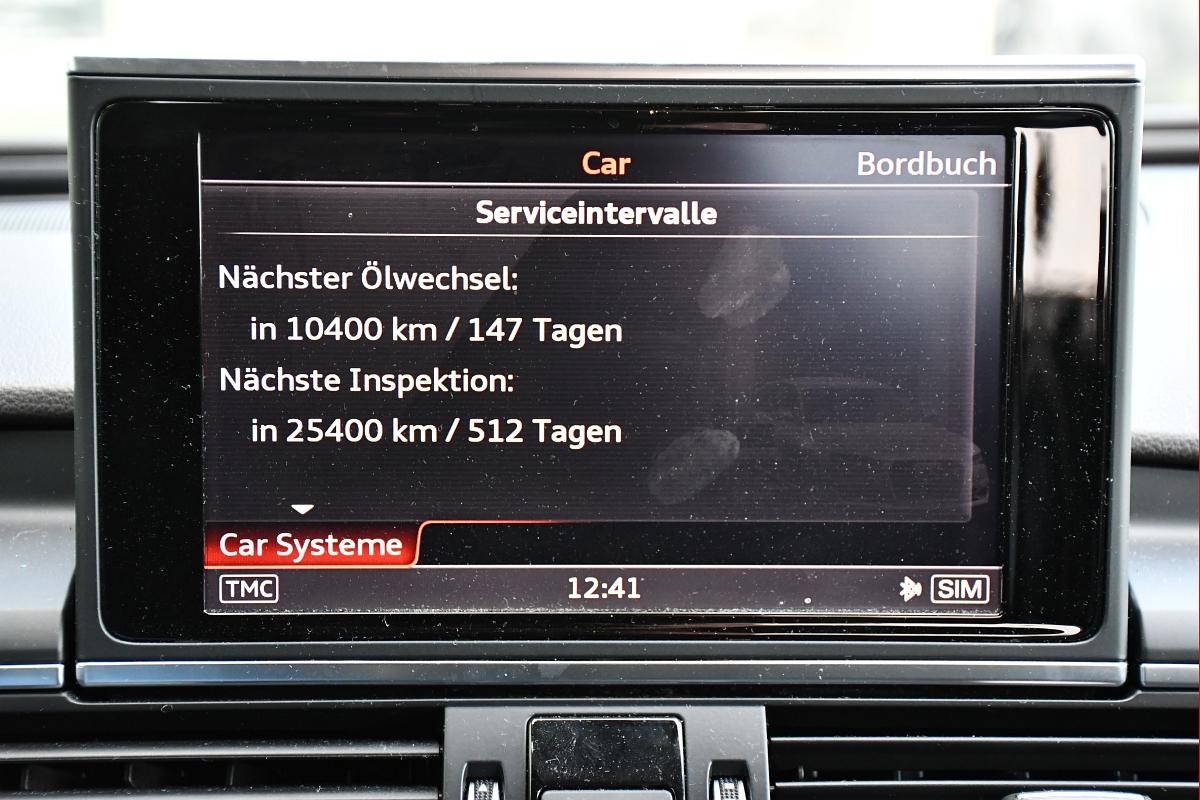 Car
Bordbuch
Serviceintervalle
Nächster Ölwechsel:
in 10400 km / 147 Tagen
Nächste Inspektion:
in 25400 km / 512 Tagen
Car Systeme
TMC
12:41
SIM